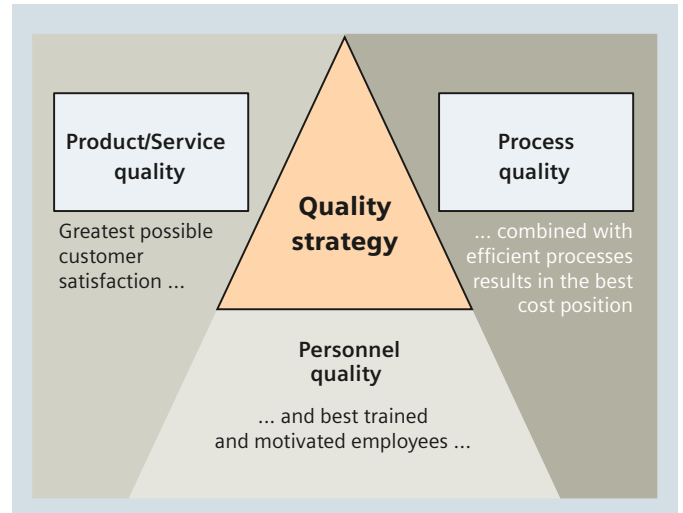 Product/Service
quality
Greatest possible
customer
satisfaction ...
Quality
strategy
Personnel
quality
... and best trained
and motivated employees ...
Process
quality
... combined with
efficient processes
results in the best
cost position